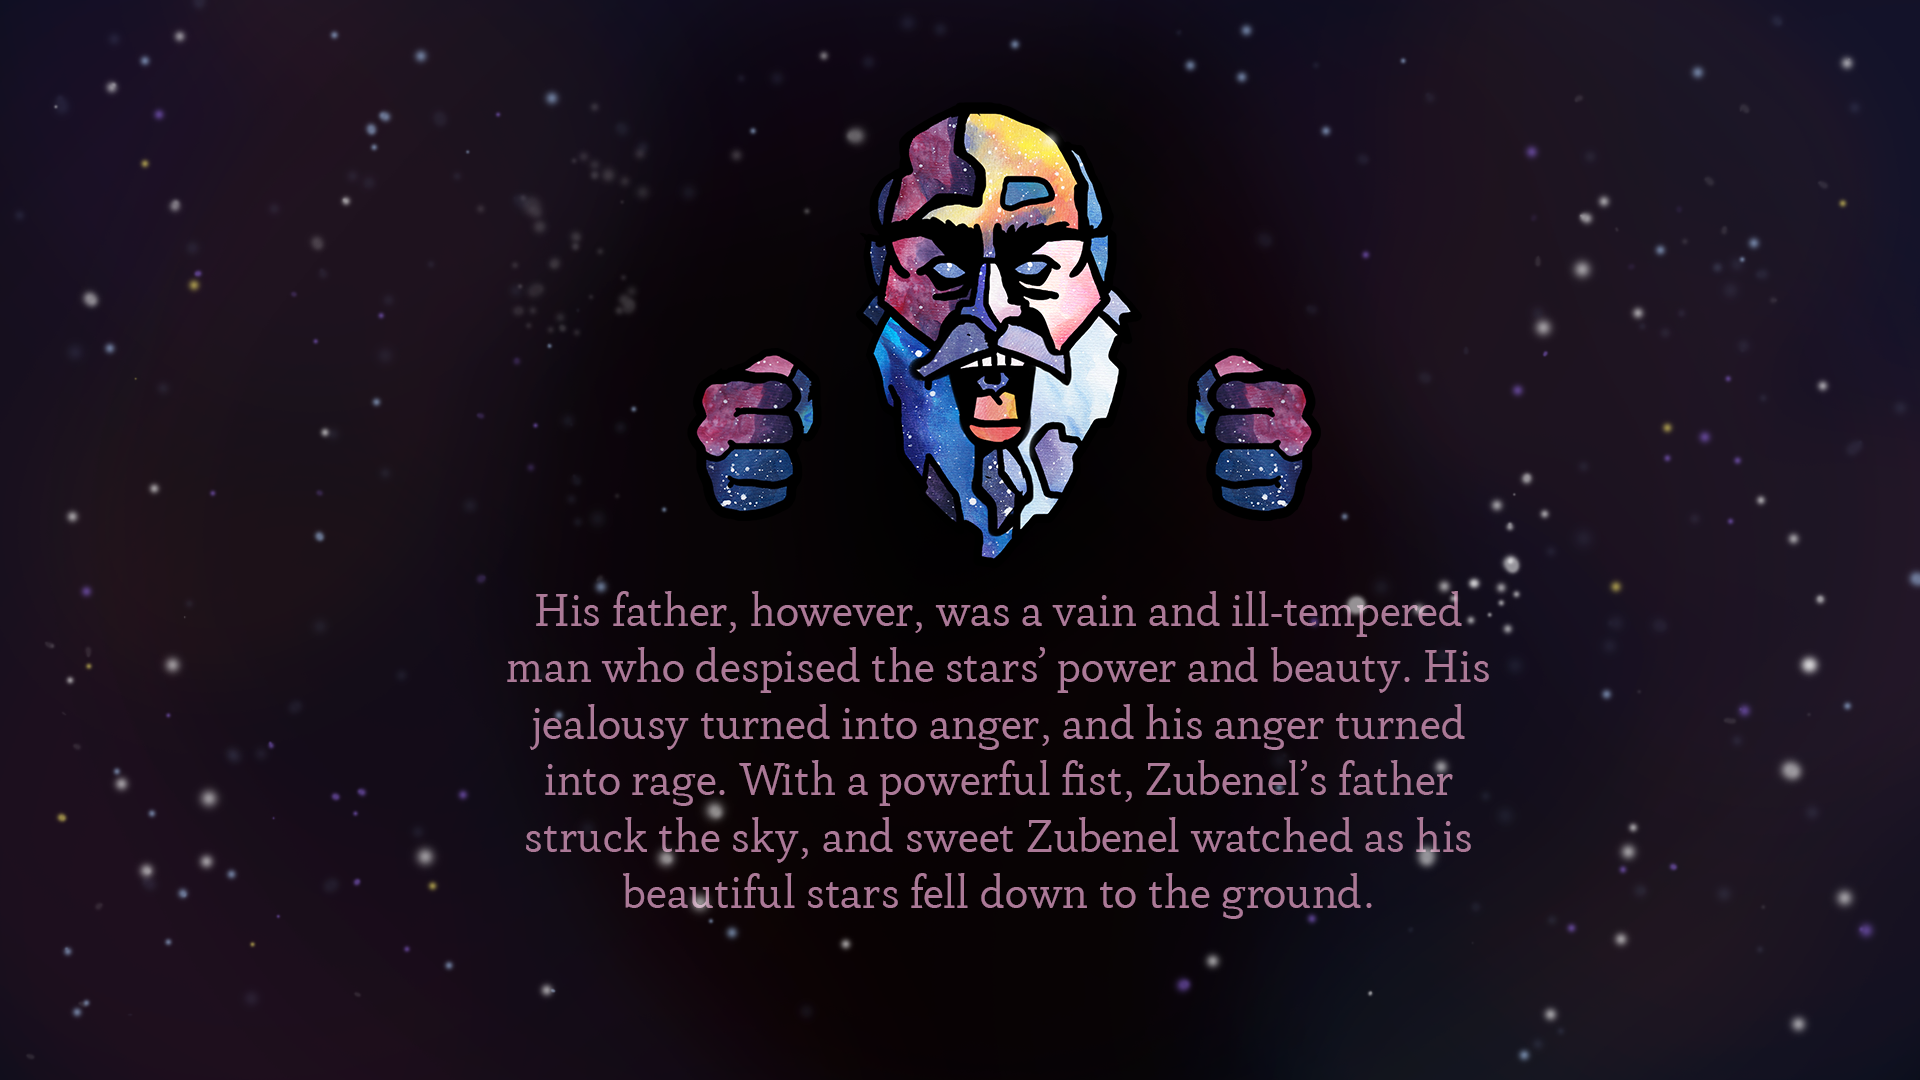 His father, however, was a vain and ill-tempered
man who despised the stars’ power and beauty. His
jealousy turned into anger, and his anger turned
into rage. With a powerful fist, Zubenel’s father
struck the sky, and sweet Zubenel watched as his
beautiful stars fell down to the ground.